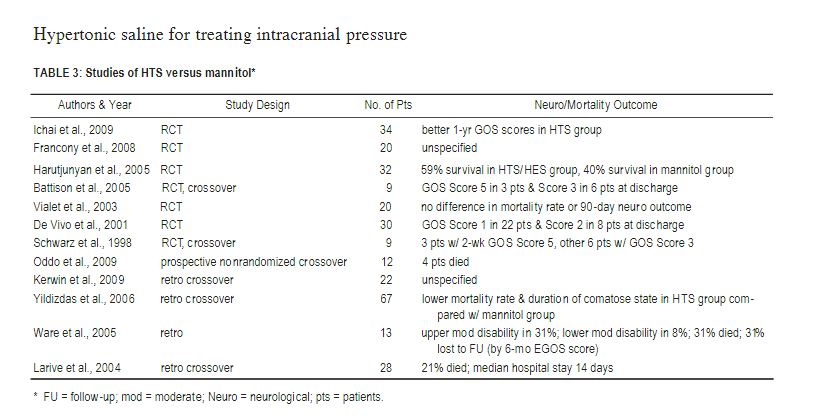 Hypertonic saline for treating intracranial pressure
TABLE 3: Studies of HTS versus mannitol*
Authors & Year Study Design No. of Pts Neuro/Mortality Outcome
Ichai et al., 2009 RCT 34 better 1-yr GOS scores in HTS group
Francony et al., 2008 RCT 20 unspecified
Harutjunyan et al., 2005 RCT 32 59% survival in HTS/HES group, 40% survival in mannitol group
Battison et al., 2005 RCT, crossover 9 GOS Score 5 in 3 pts & Score 3 in 6 pts at discharge
Vialet et al., 2003 RCT 20 no difference in mortality rate or 90-day neuro outcome
De Vivo et al., 2001 RCT 30 GOS Score 1 in 22 pts & Score 2 in 8 pts at discharge
Schwarz et al., 1998 RCT, crossover 9 3 pts w/ 2-wk GOS Score 5, other 6 pts w/ GOS Score 3
Oddo et al., 2009 prospective nonrandomized crossover 12 4 pts died
Kerwin et al., 2009 retro crossover 22 unspecified
Yildizdas et al., 2006 retro crossover 67 lower mortality rate & duration of comatose state in HTS group com-
pared w/ mannitol group
Ware et al., 2005 retro 13 upper mod disability in 31%; lower mod disability in 8%; 31% died; 31%
lost to FU (by 6-mo EGOS score)
Larive et al., 2004 retro crossover 28 21% died; median hospital stay 14 days
* FU = follow-up; mod = moderate; Neuro = neurological; pts = patients.